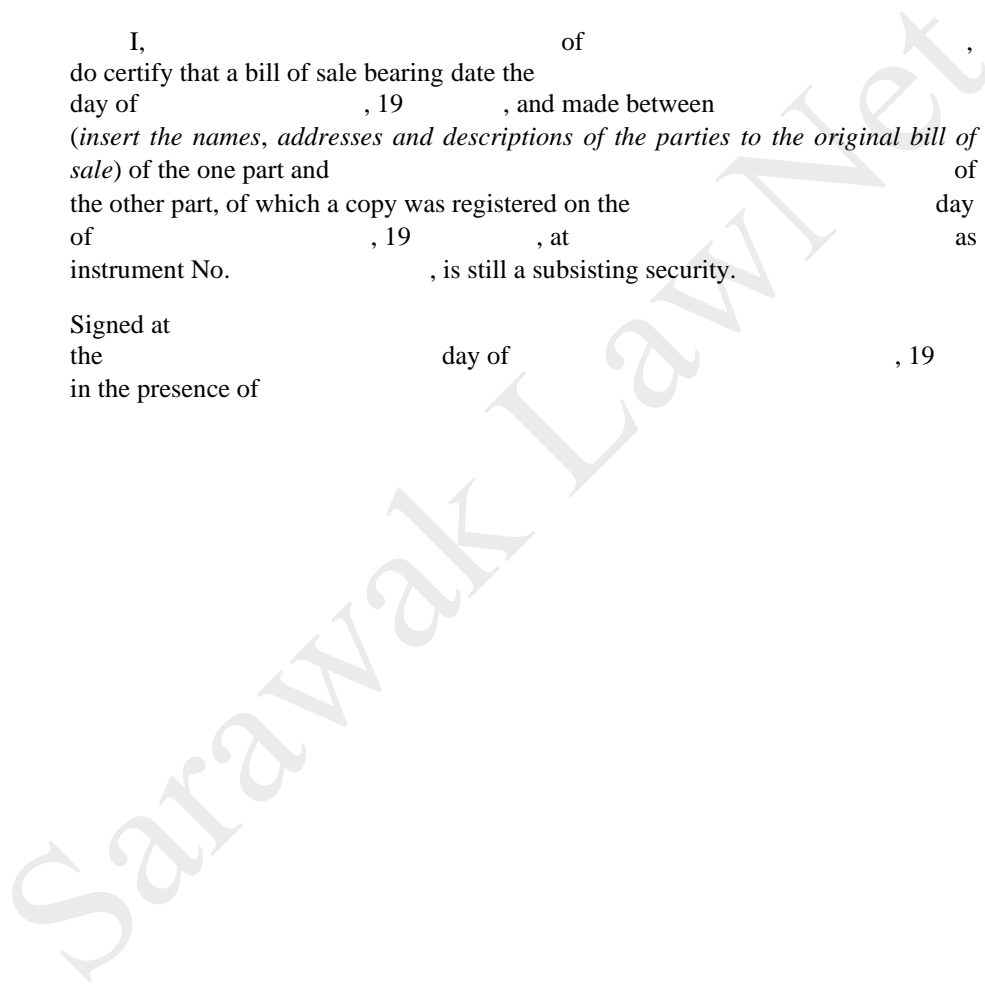 I, of ,
do certify that a bill of sale bearing date the
day of , 19 , and made between
(insert the names, addresses and descriptions of the parties to the original bill of
sale) of the one part and of
the other part, of which a copy was registered on the day
of , 19 , at as
instrument No. , is still a subsisting security.
Signed at
the day of , 19
in the presence of
Sarawak LawNet